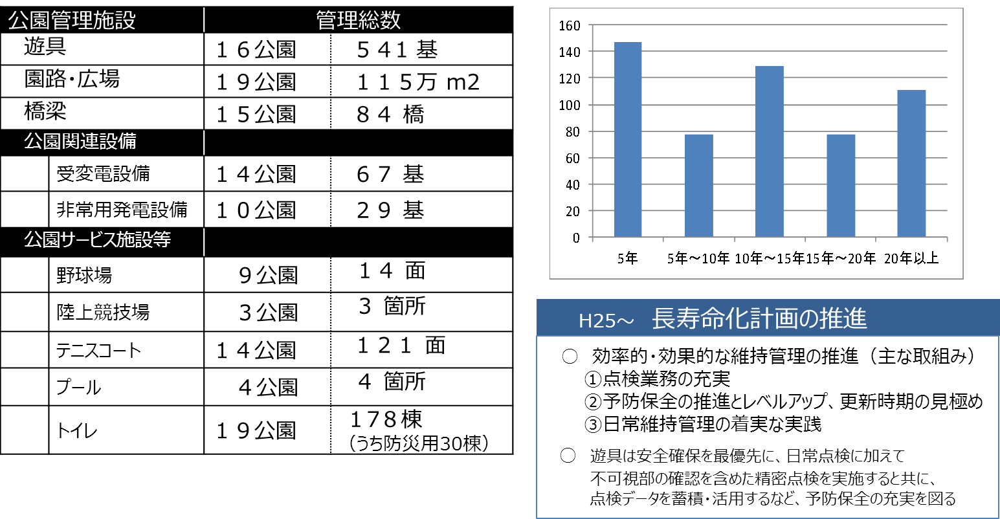 公園管理施設 管理総数
遊具 １６公園 ５４１基
園路・広場 １９公園 １１５万 m2
橋梁 １５公園 ８４ 橋
公園関連設備
受変電設備 １４公園 ６７ 基
非常用発電設備 １０公園 ２９ 基
公園サービス施設等
野球場 ９公園 １４ 面
陸上競技場 ３公園 ３ 箇所
テニスコート １４公園 １２１ 面
プール ４公園 ４ 箇所
トイレ １９公園 １７８棟
（うち防災用30棟）
160
140
120
100
80
60
40
20
0
5年 5年～10年 10年～15年 15年～20年 20年以上
H25～ 長寿命化計画の推進
○ 効率的・効果的な維持管理の推進（主な取組み）
①点検業務の充実
②予防保全の推進とレベルアップ、更新時期の見極め
③日常維持管理の着実な実践
○ 遊具は安全確保を最優先に、日常点検に加えて
不可視部の確認を含めた精密点検を実施すると共に、
点検データを蓄積・活用するなど、予防保全の充実を図る